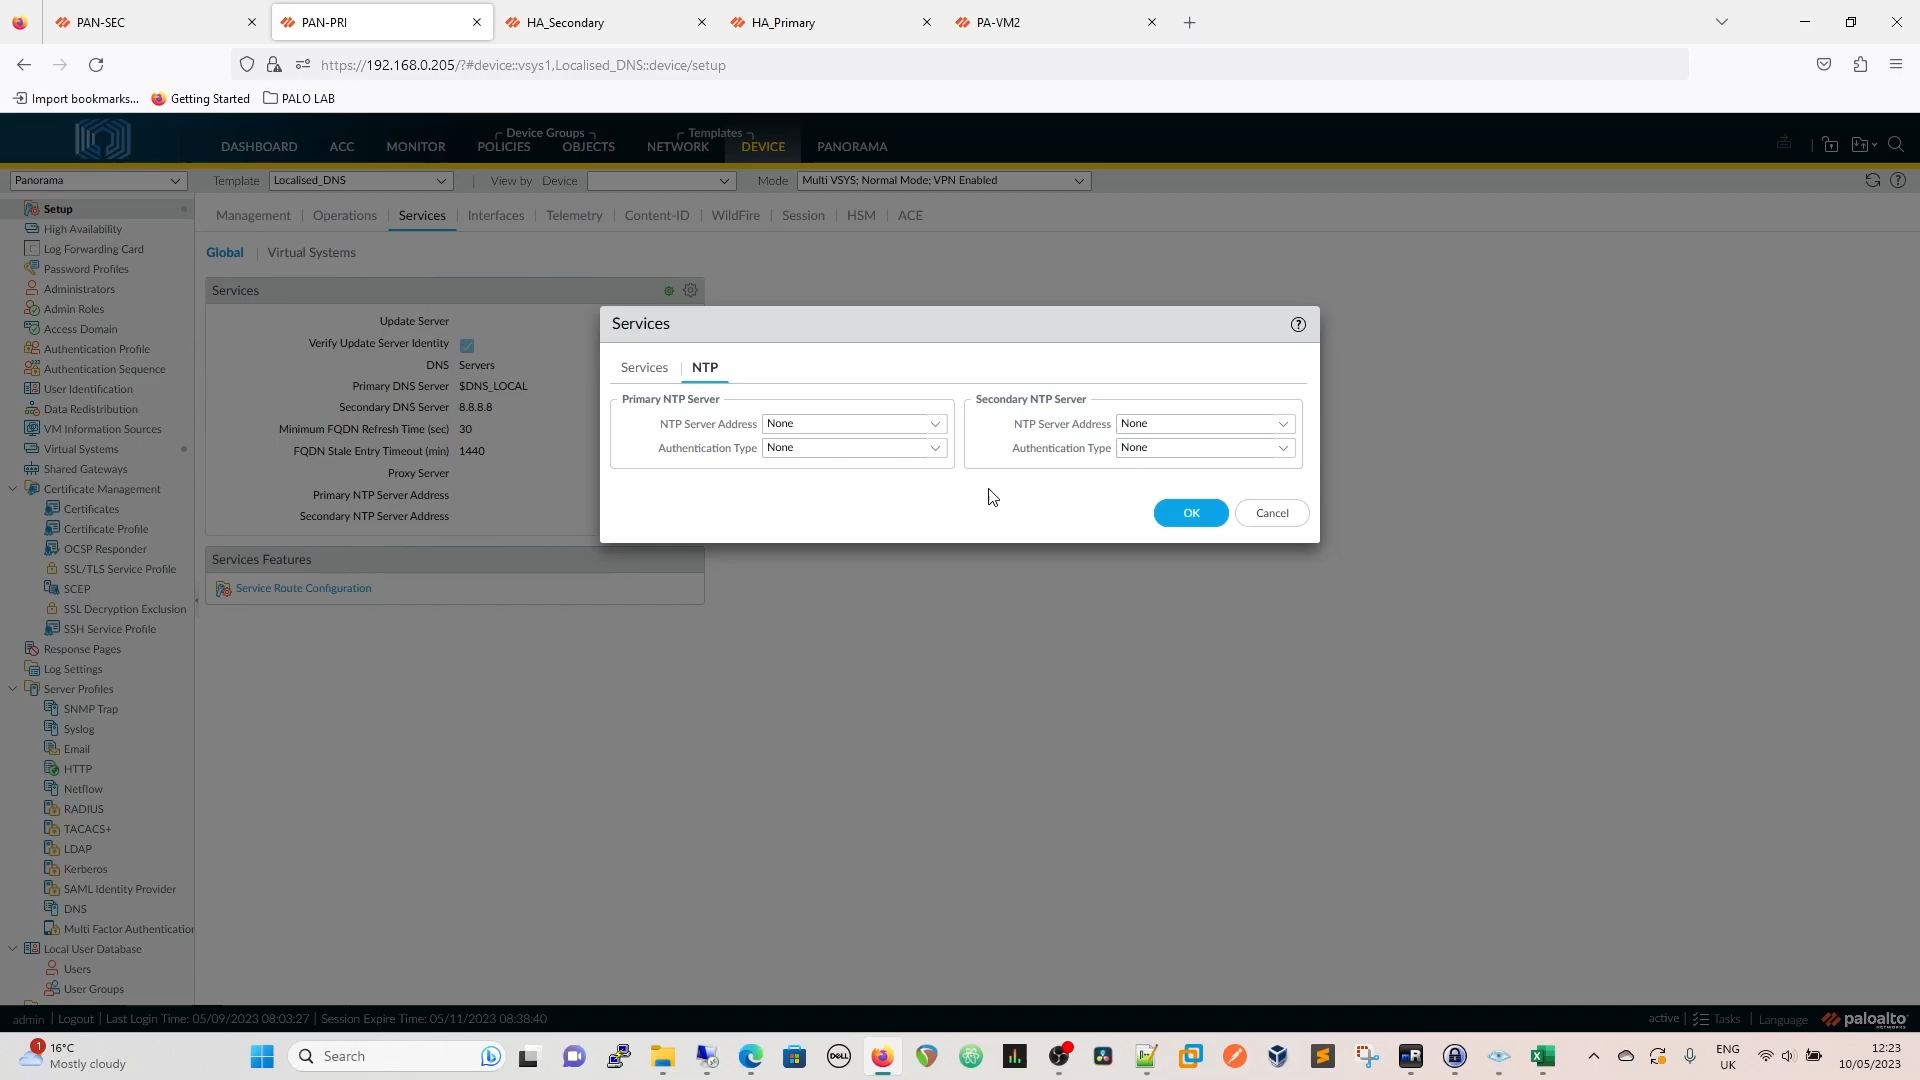 PAN-SEC
PAN-PRI
HA_Secondary
HA_Primary
PA-VM2
https://192.168.0.205/?#device::vsys1,Localised_DNS::device/setup
Import bookmarks...
Getting Started
PALO LAB
Device Groups
Templates
DASHBOARD
ACC
MONITOR
POLICIES
OBJECTS
NETWORK
DEVICE
PANORAMA
Panorama
Template
Localised_DNS
View by
Device
Mode
Multi VSYS; Normal Mode; VPN Enabled
Setup
High Availability
Log Forwarding Card
Password Profiles
Administrators
Admin Roles
Access Domain
Authentication Profile
Authentication Sequence
User Identification
Data Redistribution
VM Information Sources
Virtual Systems
Shared Gateways
Certificate Management
Certificates
Certificate Profile
OCSP Responder
SSL/TLS Service Profile
SCEP
SSL Decryption Exclusion
SSH Service Profile
Response Pages
Log Settings
Server Profiles
SNMP Trap
Syslog
Email
HTTP
Netflow
RADIUS
TACACS+
LDAP
Kerberos
SAML Identity Provider
DNS
Multi Factor Authentication
Local User Database
Users
User Groups
Management
Operations
Services
Interfaces
Telemetry
Content-ID
WildFire
Session
HSM
ACE
Global
Virtual Systems
Services
Update Server
Verify Update Server Identity
DNS Servers
Primary DNS Server $DNS_LOCAL
Secondary DNS Server 8.8.8.8
Minimum FQDN Refresh Time (sec) 30
FQDN Stale Entry Timeout (min) 1440
Proxy Server
Primary NTP Server Address
Secondary NTP Server Address
Services Features
Service Route Configuration
Services
Services
NTP
Primary NTP Server
NTP Server Address None
Authentication Type None
Secondary NTP Server
NTP Server Address None
Authentication Type None
OK
Cancel
admin | Logout | Last Login Time: 05/09/2023 08:03:27 | Session Expire Time: 05/11/2023 08:38:40
active
Tasks
Language
paloalto
NETWORKS
1
16°C
Mostly cloudy
Search
DELL
mR
ENG
UK
12:23
10/05/2023